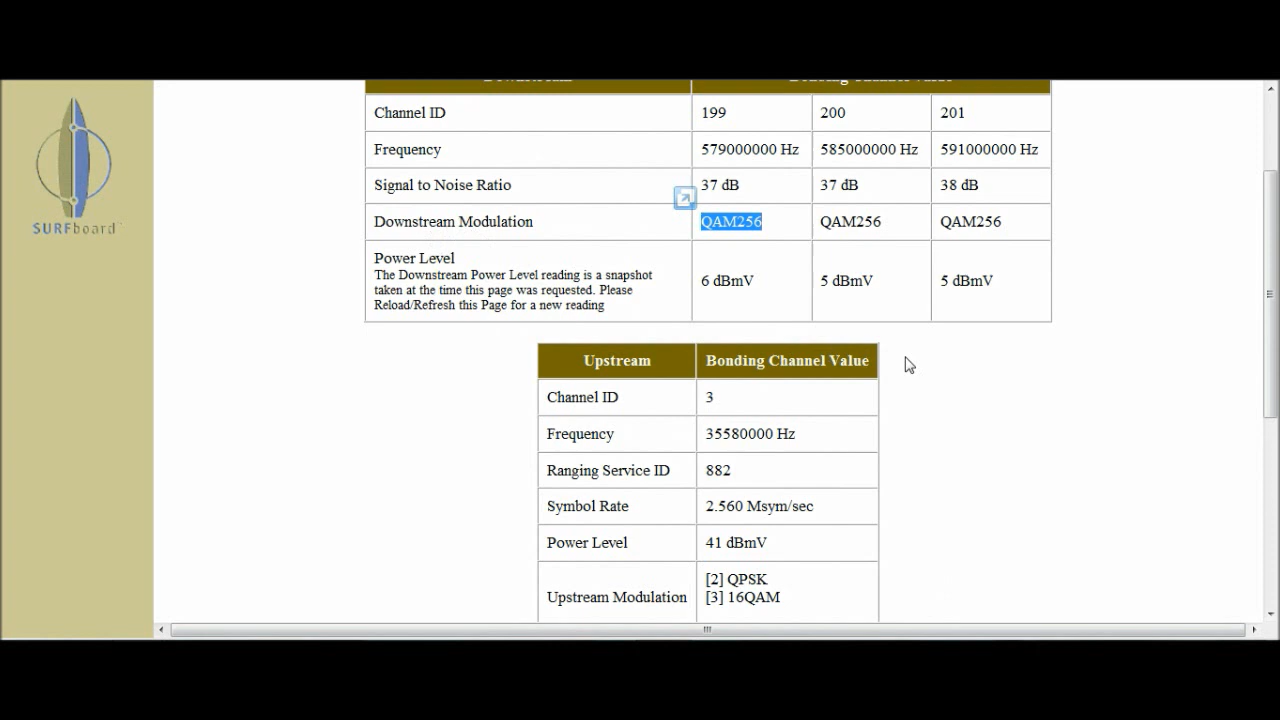 Downstream Bonding Channel Value
Channel ID 199 200 201
Frequency 579000000 Hz 585000000 Hz 591000000 Hz
Signal to Noise Ratio 37 dB 37 dB 38 dB
Downstream Modulation QAM256 QAM256 QAM256
Power Level
The Downstream Power Level reading is a snapshot
taken at the time this page was requested. Please
Reload/Refresh this Page for a new reading
6 dBmV 5 dBmV 5 dBmV
SURFboard
Upstream Bonding Channel Value
Channel ID 3
Frequency 35580000 Hz
Ranging Service ID 882
Symbol Rate 2.560 Msym/sec
Power Level 41 dBmV
Upstream Modulation [2] QPSK
[3] 16QAM